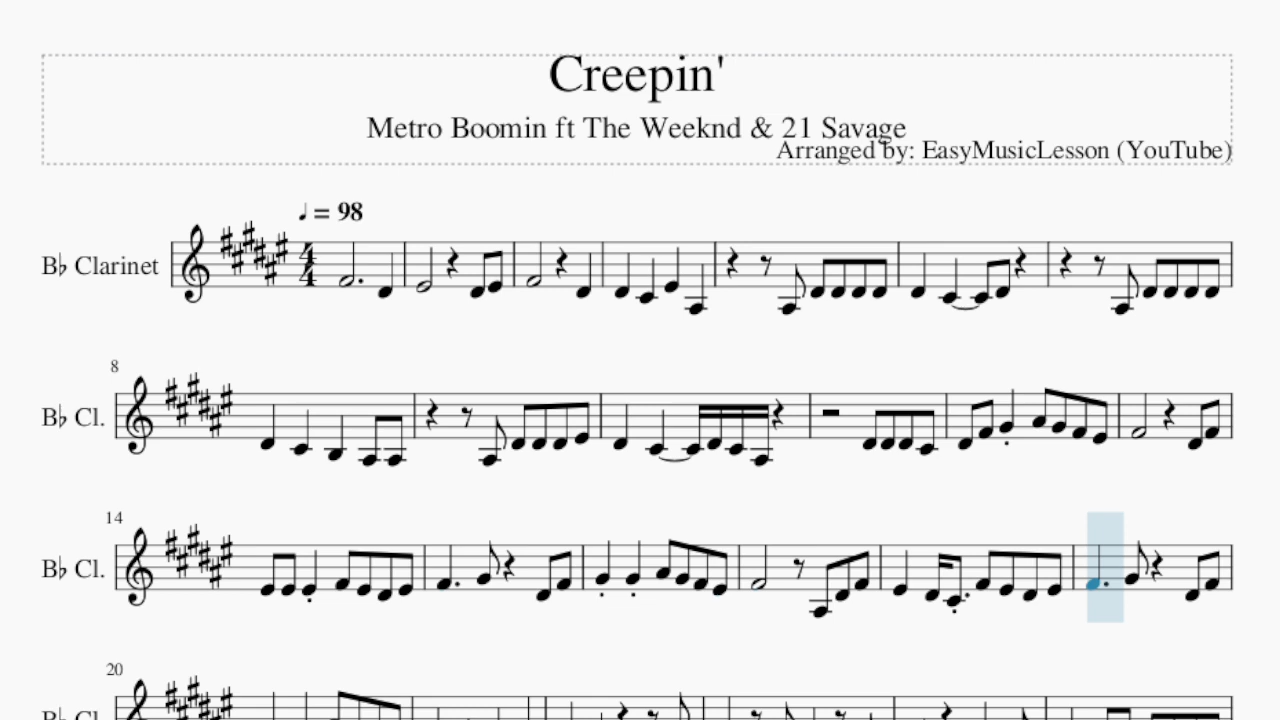 Creepin'
Metro Boomin ft The Weeknd & 21 Savage
Arranged by: EasyMusicLesson (YouTube)
♩ = 98
B♭ Clarinet
4
4
8
B♭ Cl.
14
B♭ Cl.
20
B♭ Cl.